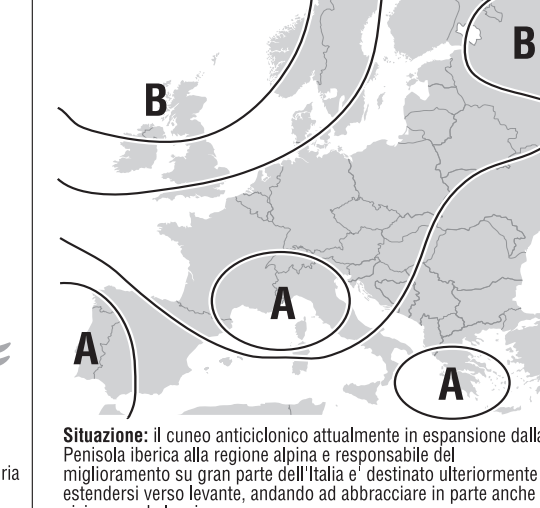 B
B
A
A
A
Situazione: il cuneo anticiclonico attualmente in espansione dalla
Penisola iberica alla regione alpina e responsabile del
miglioramento su gran parte dell'Italia e' destinato ulteriormente
estendersi verso levante, andando ad abbracciare in parte anche
ria